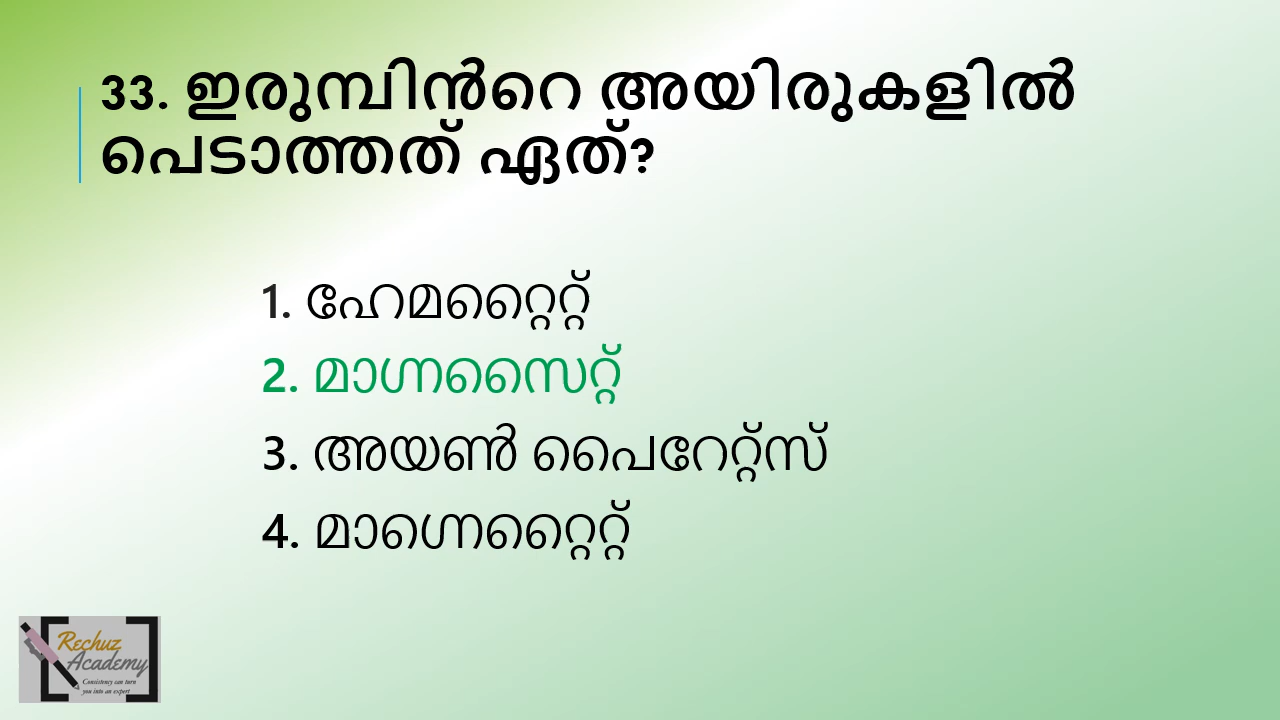 33. ഇരുമ്പിൻറെ അയിരുകളിൽ
പെടാത്തത് ഏത്?
1. ഹേമറ്റൈറ്റ്
2. മാഗ്നസൈറ്റ്
3. അയൺ പൈറേറ്റ്സ്
4. മാഗ്നെറ്റൈറ്റ്
Rechuz
Academy
Consistency can turn
you into an expert